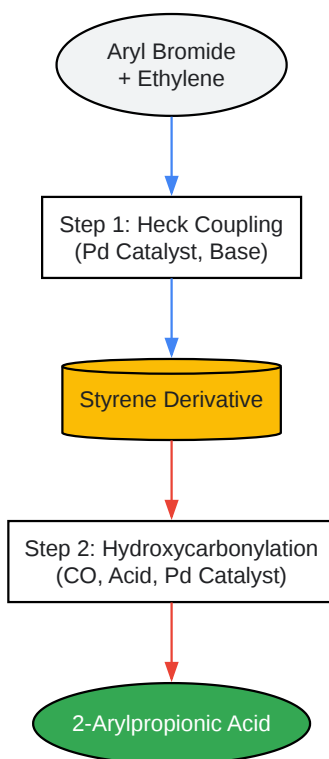 Aryl Bromide
+ Ethylene
Step 1: Heck Coupling
(Pd Catalyst, Base)
Styrene Derivative
Step 2: Hydroxycarbonylation
(CO, Acid, Pd Catalyst)
2-Arylpropionic Acid